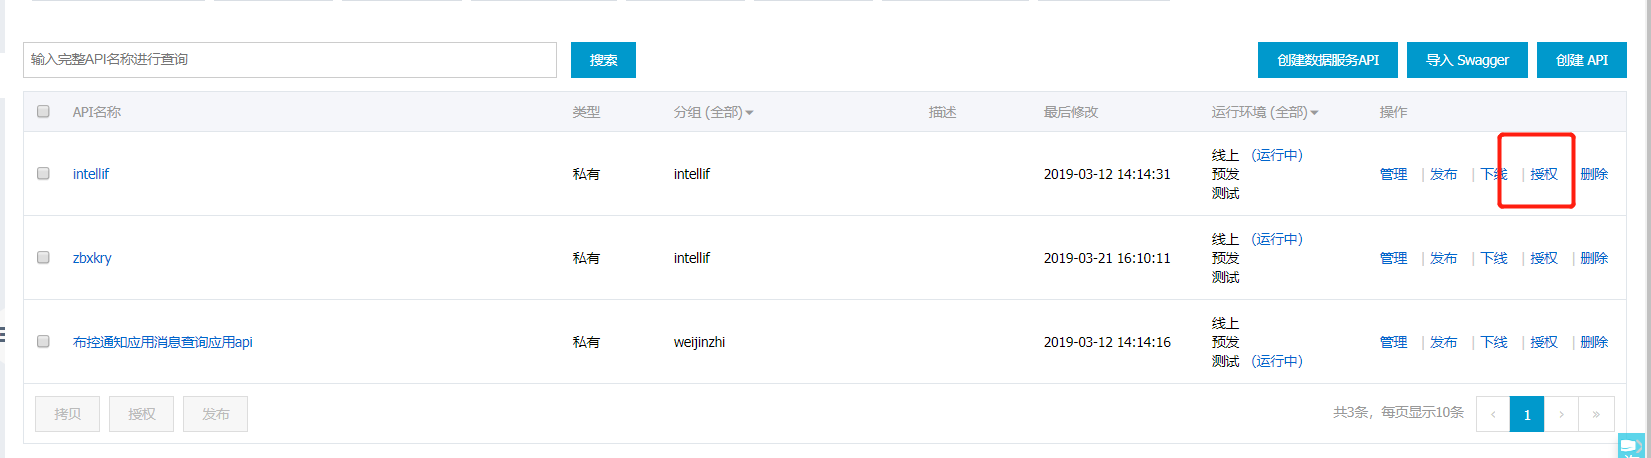 输入完整API名称进行查询 搜索 创建数据服务API 导入 Swagger 创建 API
API名称 类型 分组 (全部) 描述 最后修改 运行环境 (全部) 操作
线上 （运行中）
intellif 私有 intellif 2019-03-12 14:14:31 预发 管理 | 发布 | 下线 | 授权 | 删除
测试
线上 （运行中）
zbxkry 私有 intellif 2019-03-21 16:10:11 预发 管理 | 发布 | 下线 | 授权 | 删除
测试
线上
布控通知应用消息查询应用api 私有 weijinzhi 2019-03-12 14:14:16 预发 管理 | 发布 | 下线 | 授权 | 删除
测试 （运行中）
拷贝 授权 发布 共3条，每页显示10条 ‹ 1 › »